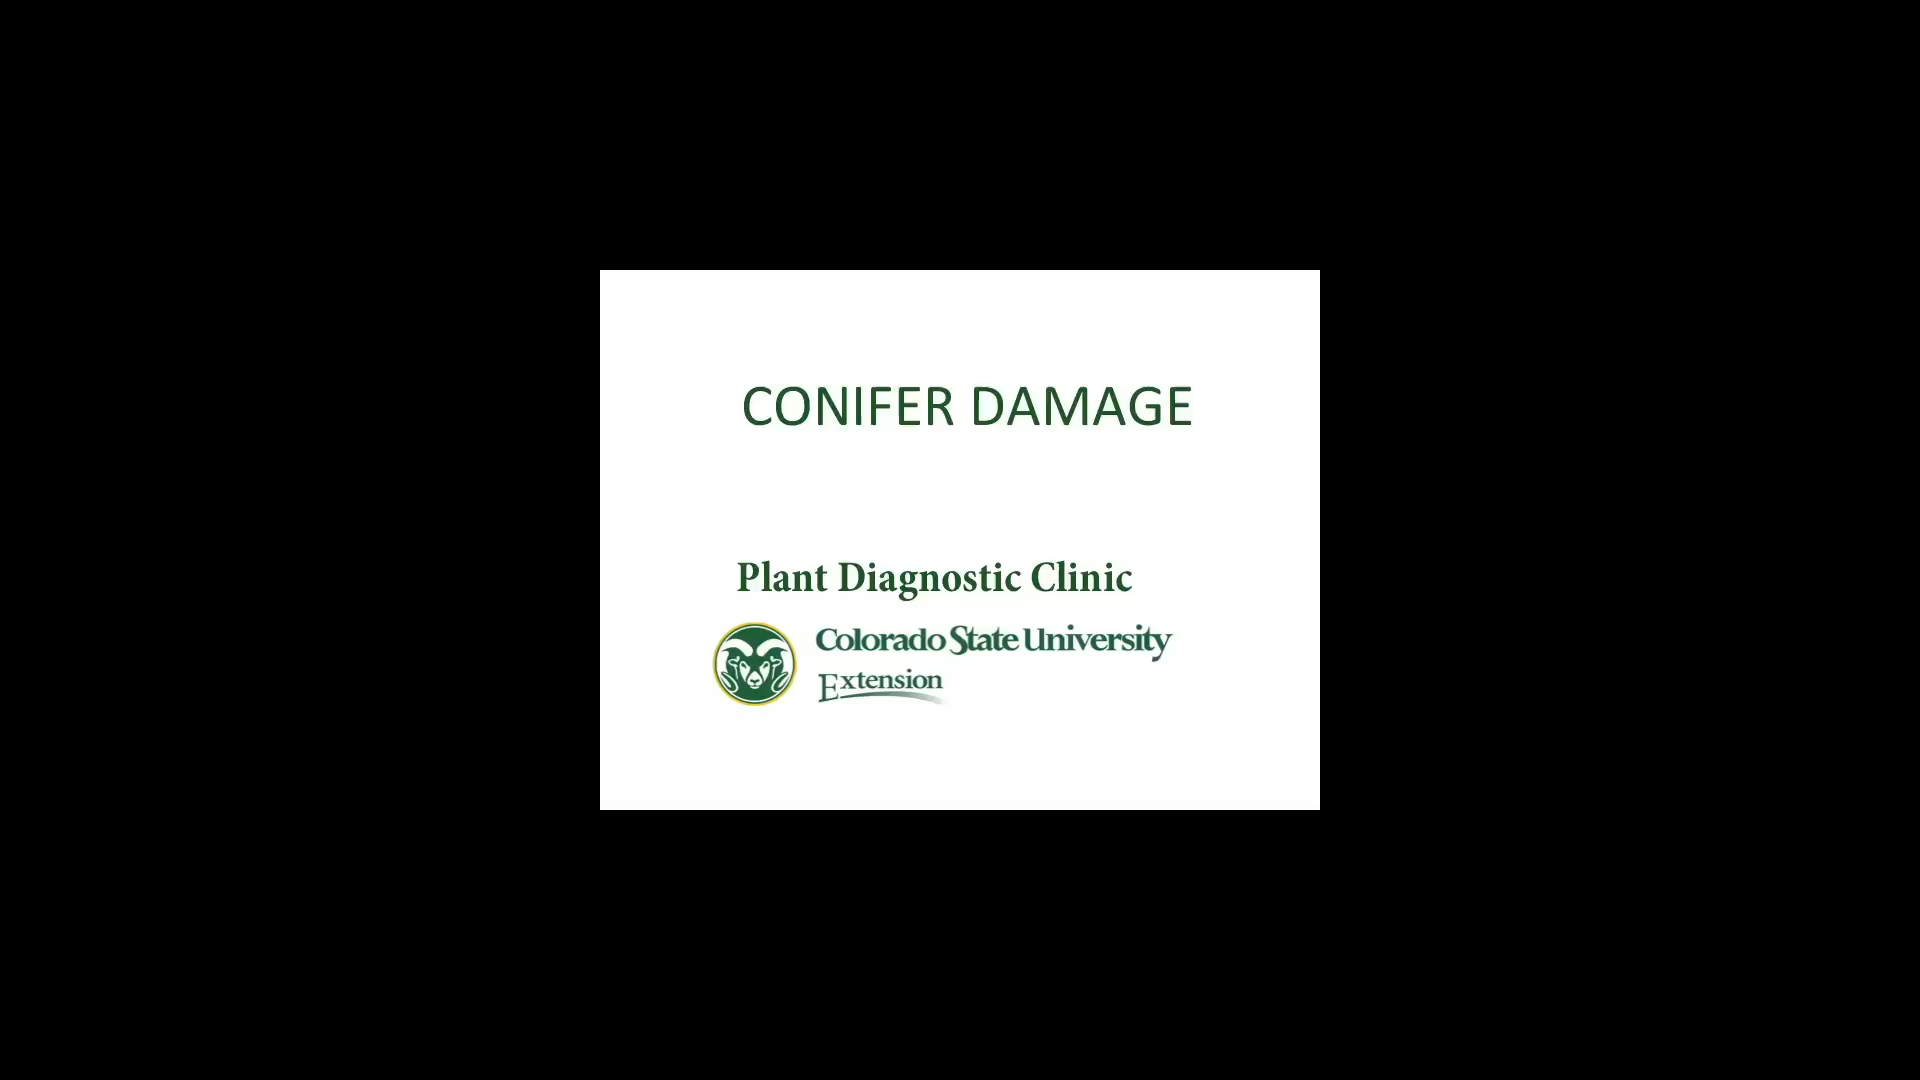 CONIFER DAMAGE
Plant Diagnostic Clinic
Colorado State University
Extension